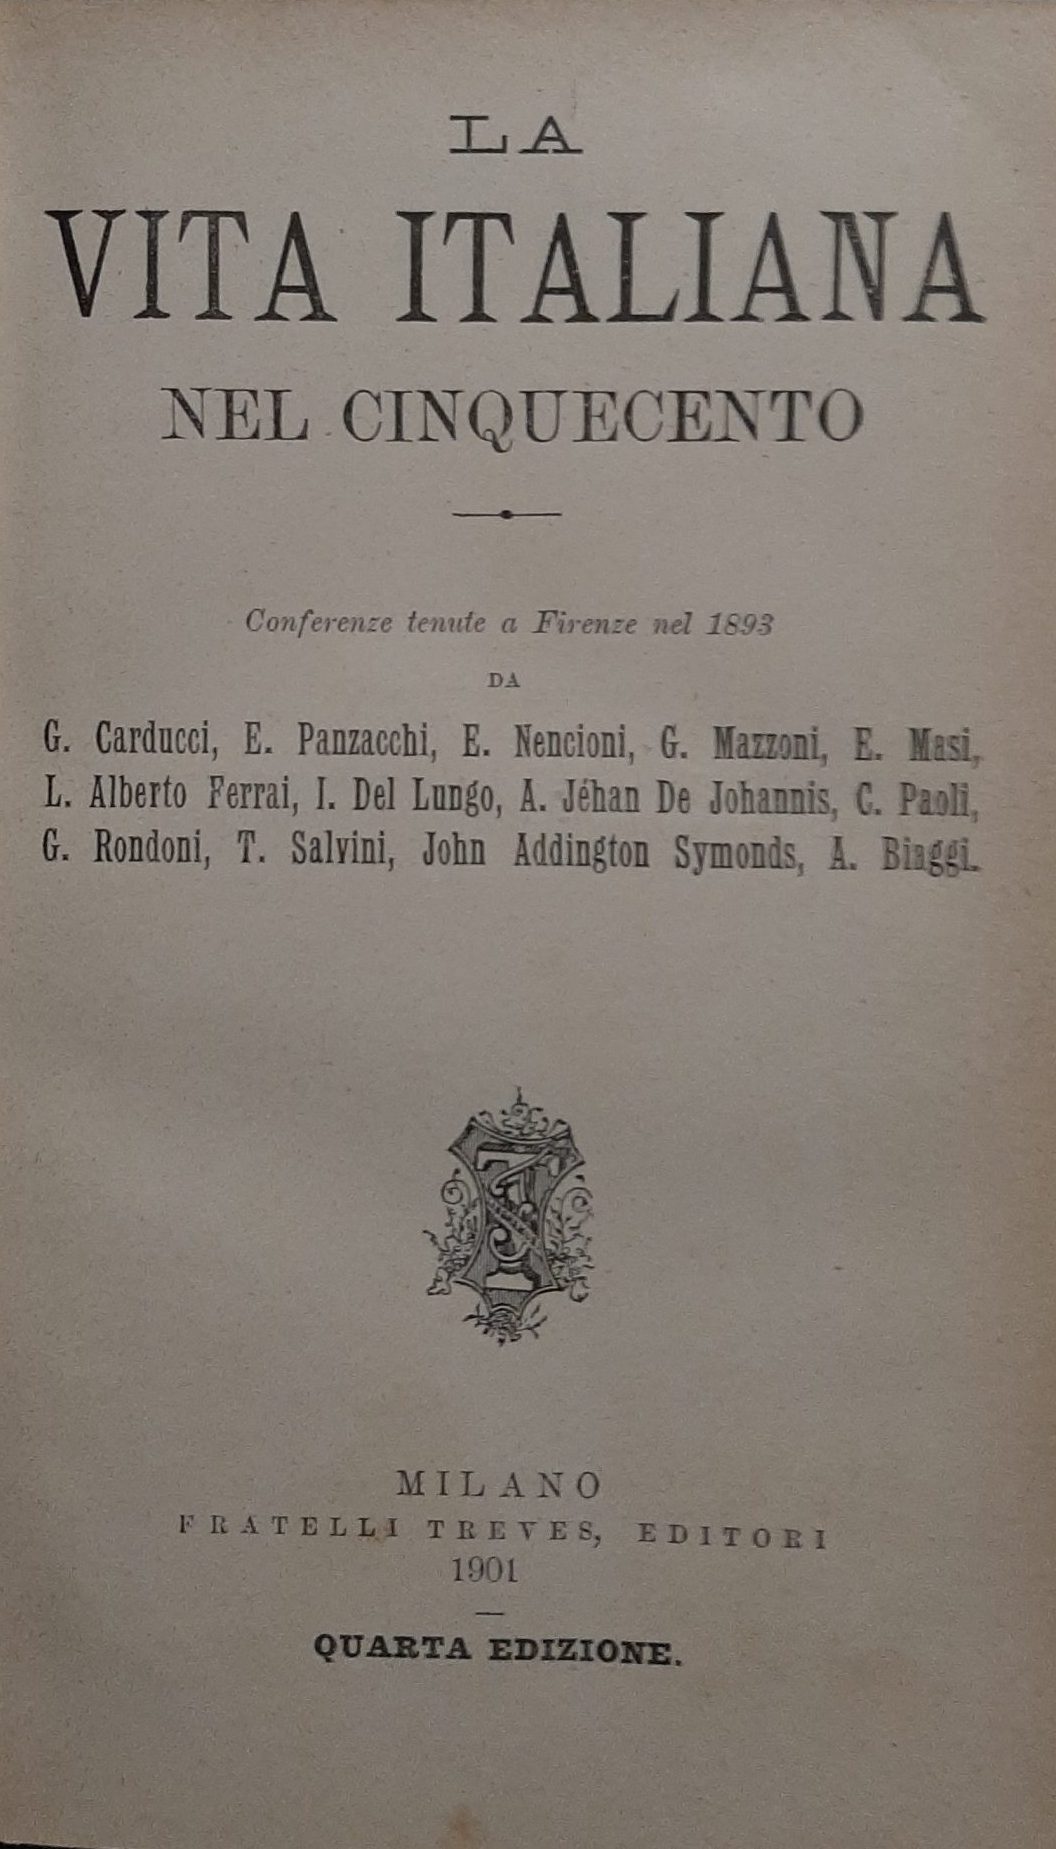 LA
VITA ITALIANA
NEL CINQUECENTO
Conferenze tenute a Firenze nel 1893
DA
G. Carducci, E. Panzacchi, E. Nencioni, G. Mazzoni, E. Masi,
L. Alberto Ferrai, I. Del Lungo, A. Jéhan De Johannis, C. Paoli,
G. Rondoni, T. Salvini, John Addington Symonds, A. Biaggi.
MILANO
FRATELLI TREVES, EDITORI
1901
QUARTA EDIZIONE.